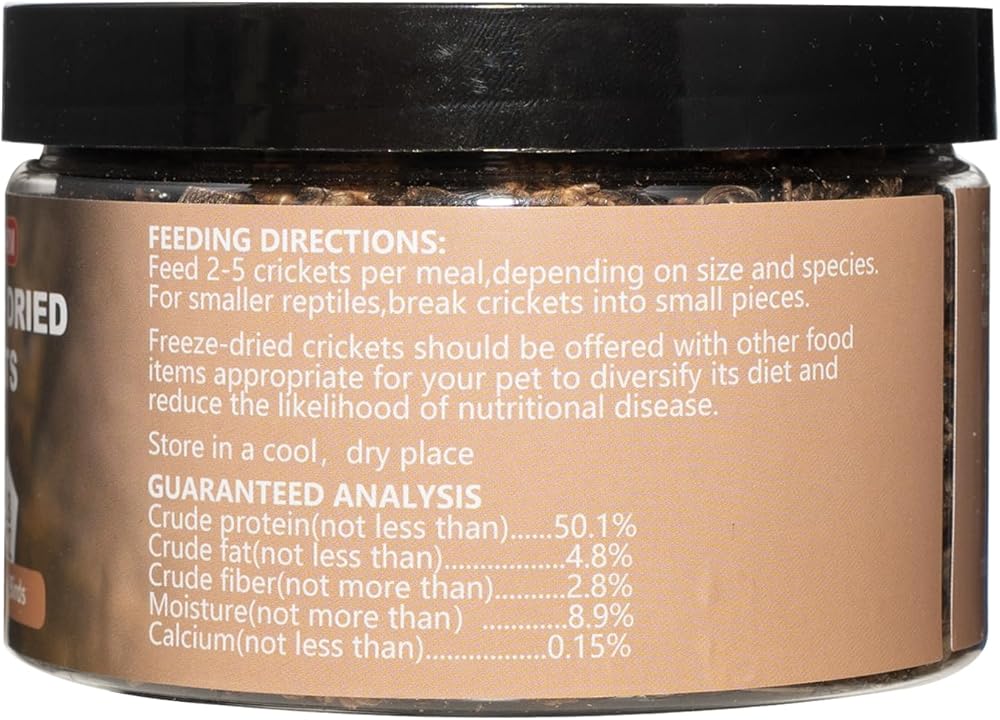 DRIED
FEEDING DIRECTIONS:
Feed 2-5 crickets per meal,depending on size and species.
For smaller reptiles,break crickets into small pieces.
Freeze-dried crickets should be offered with other food
items appropriate for your pet to diversify its diet and
reduce the likelihood of nutritional disease.
Store in a cool, dry place
GUARANTEED ANALYSIS
Crude protein(not less than)......50.1%
Crude fat(not less than).................4.8%
Crude fiber(not more than)..........2.8%
Moisture(not more than) ............8.9%
Calcium(not less than).................0.15%